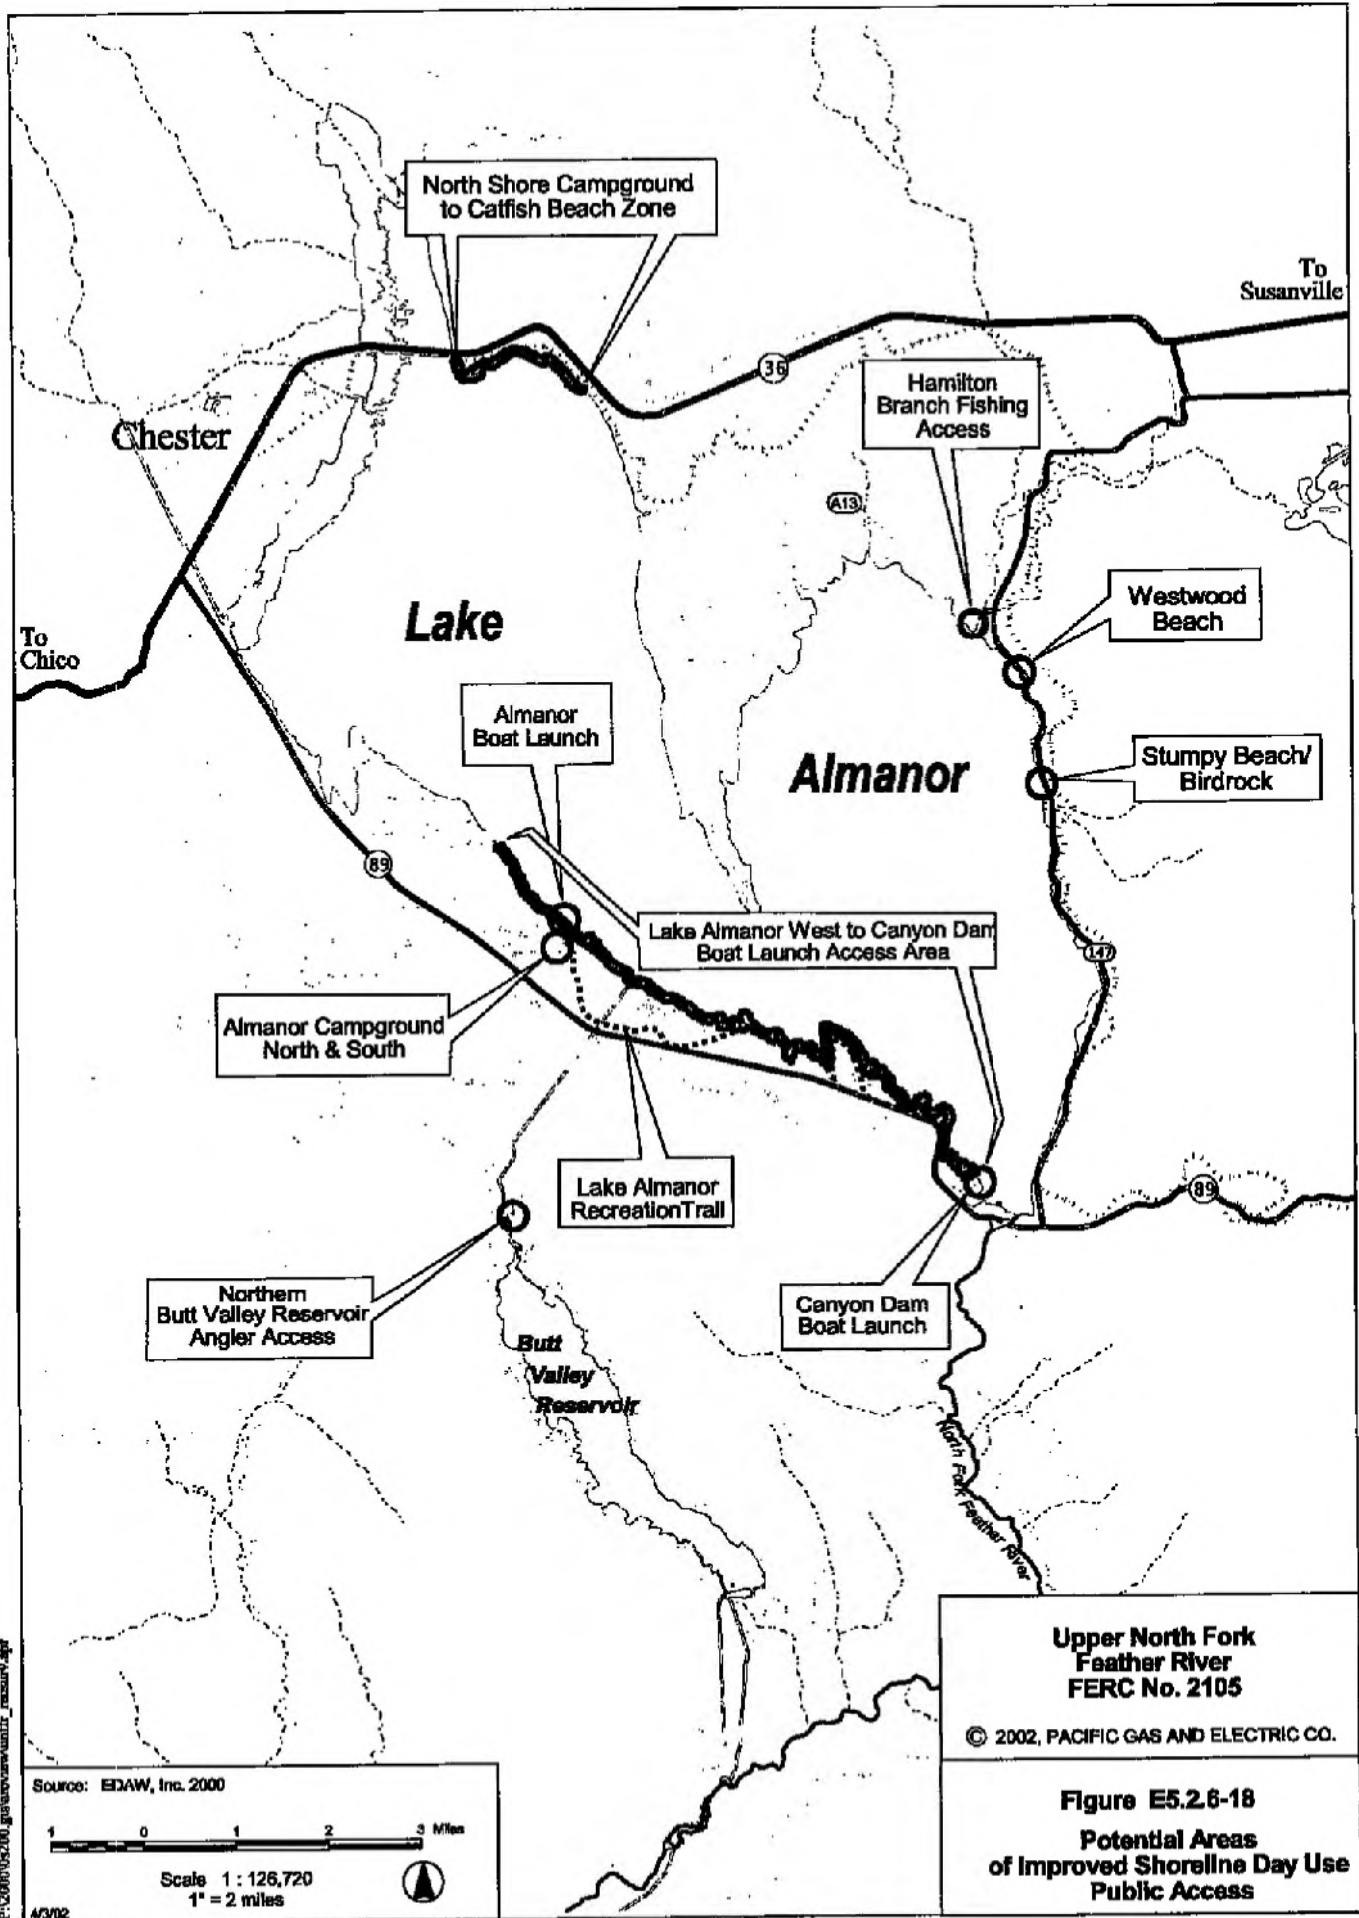 North Shore Campground
to Catfish Beach Zone
To
Susanville
36
Hamilton
Branch Fishing
Access
Chester
A13
Westwood
Beach
Lake
To
Chico
Almanor
Boat Launch
Almanor
Stumpy Beach/
Birdrock
89
Lake Almanor West to Canyon Dam
Boat Launch Access Area
147
Almanor Campground
North & South
Lake Almanor
RecreationTrail
89
Northern
Butt Valley Reservoir
Angler Access
Canyon Dam
Boat Launch
Butt
Valley
Reservoir
North Fork Feather River
Upper North Fork
Feather River
FERC No. 2105
© 2002, PACIFIC GAS AND ELECTRIC CO.
Source: EDAW, Inc. 2000
1 0 1 2 3 Miles
Scale 1 : 126,720
1" = 2 miles
4/3/02
Figure E5.2.6-18
Potential Areas
of Improved Shoreline Day Use
Public Access